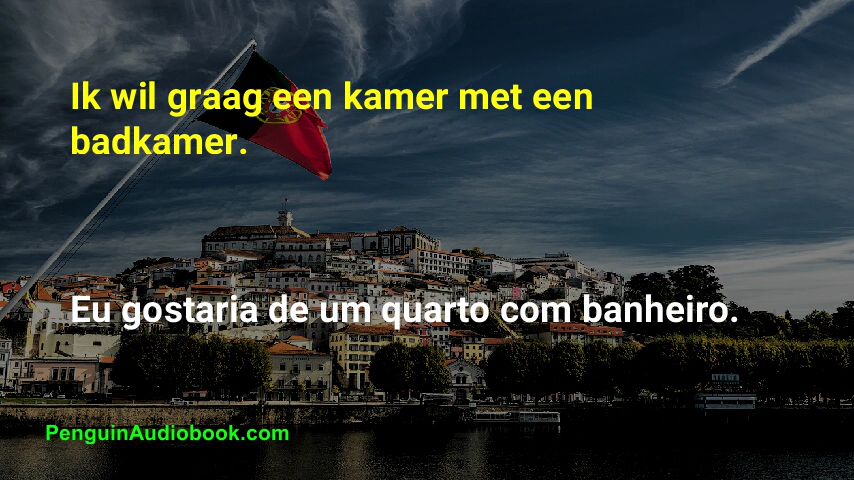 Ik wil graag een kamer met een
badkamer.
Eu gostaria de um quarto com banheiro.
PenguinAudiobook.com